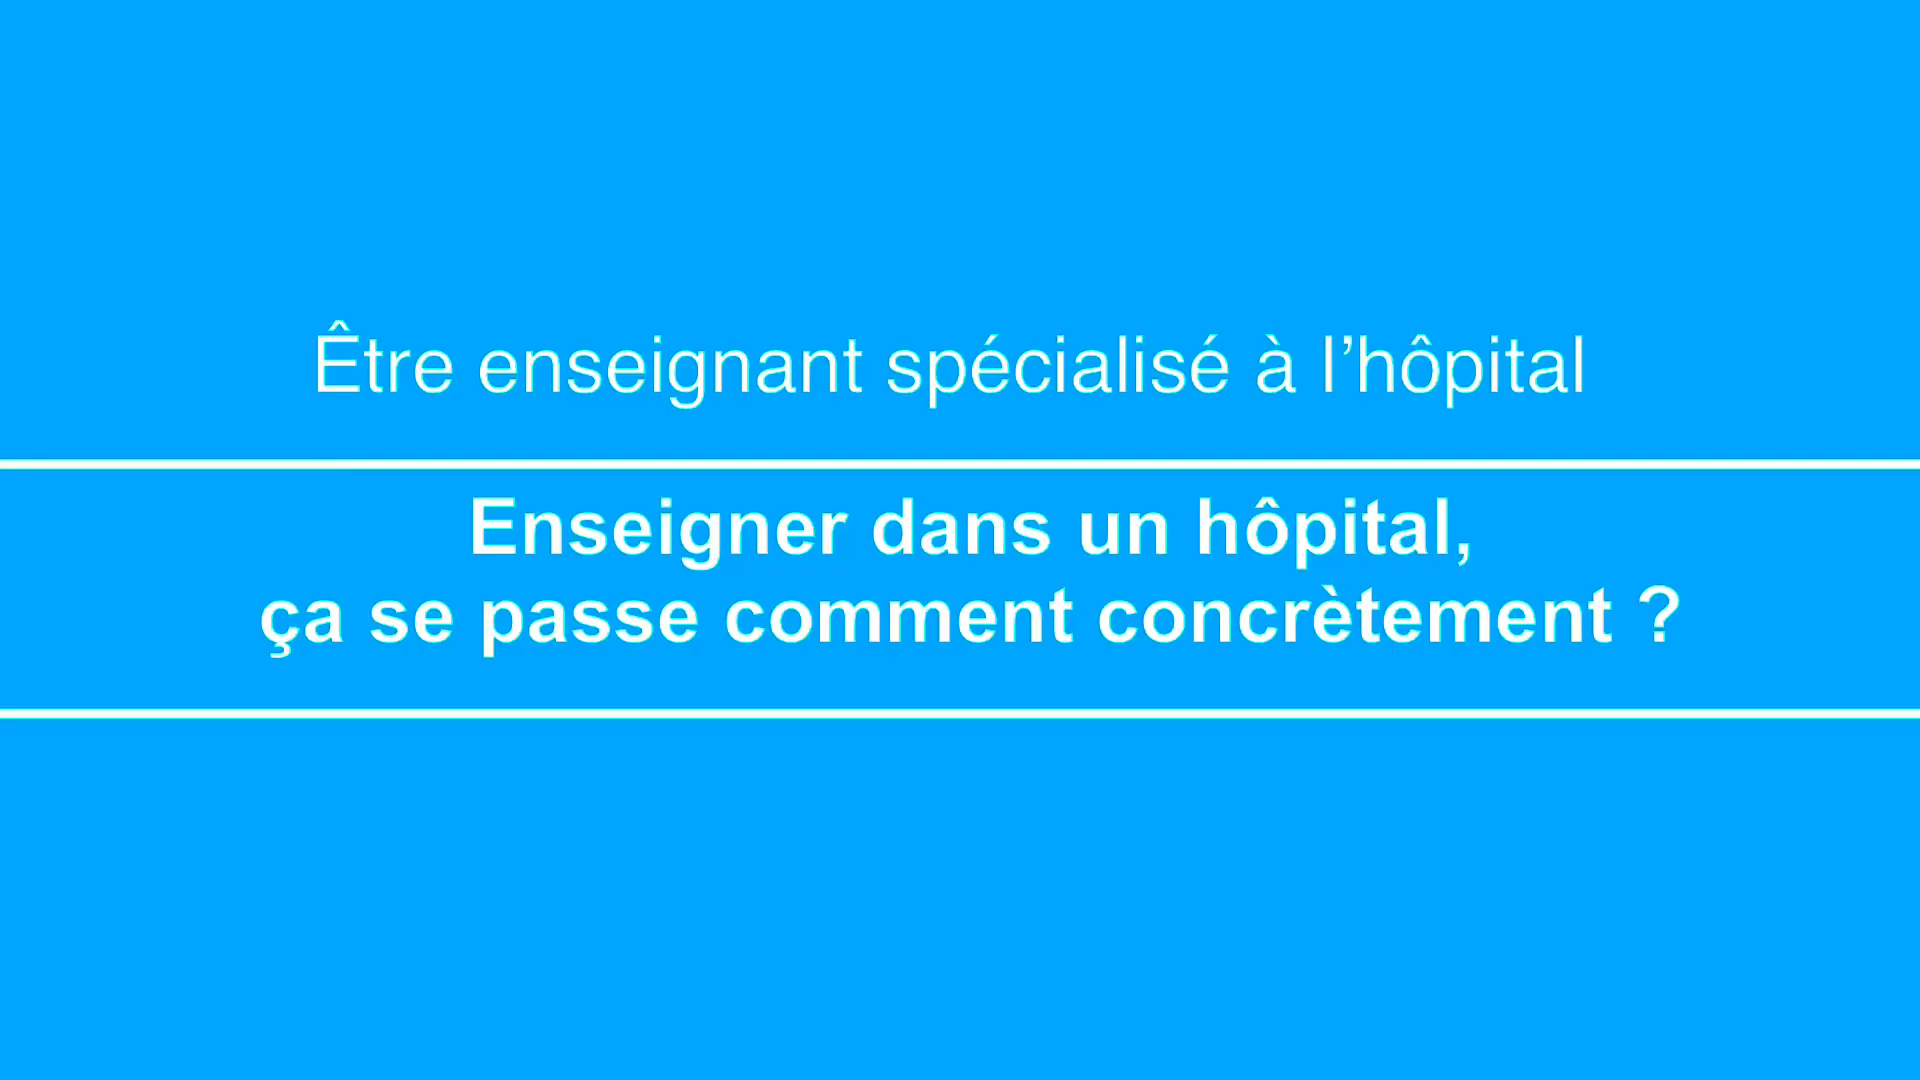 Être enseignant spécialisé à l’hôpital
Enseigner dans un hôpital,
ça se passe comment concrètement ?